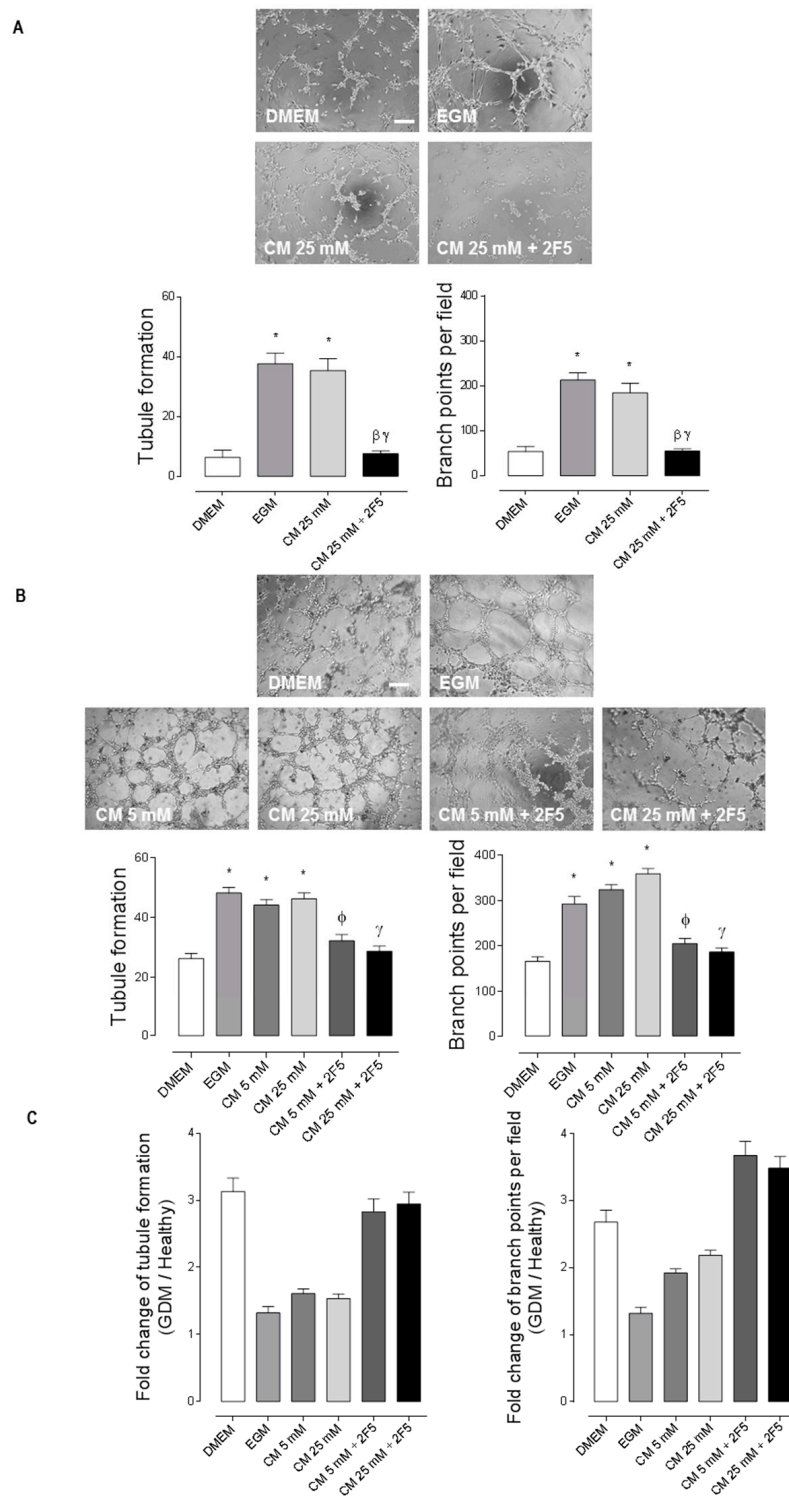 A
DMEM
EGM
CM 25 mM
CM 25 mM + 2F5
Tubule formation
60
40
20
0
*
*
β γ
DMEM
EGM
CM 25 mM
CM 25 mM + 2F5
Branch points per field
400
300
200
100
0
*
*
β γ
DMEM
EGM
CM 25 mM
CM 25 mM + 2F5
B
DMEM
EGM
CM 5 mM
CM 25 mM
CM 5 mM + 2F5
CM 25 mM + 2F5
Tubule formation
60
40
20
0
*
*
*
ϕ
γ
DMEM
EGM
CM 5 mM
CM 25 mM
CM 5 mM + 2F5
CM 25 mM + 2F5
Branch points per field
400
300
200
100
0
*
*
*
ϕ
γ
DMEM
EGM
CM 5 mM
CM 25 mM
CM 5 mM + 2F5
CM 25 mM + 2F5
C
Fold change of tubule formation
(GDM / Healthy)
4
3
2
1
0
DMEM
EGM
CM 5 mM
CM 25 mM
CM 5 mM + 2F5
CM 25 mM + 2F5
Fold change of branch points per field
(GDM / Healthy)
4
3
2
1
0
DMEM
EGM
CM 5 mM
CM 25 mM
CM 5 mM + 2F5
CM 25 mM + 2F5